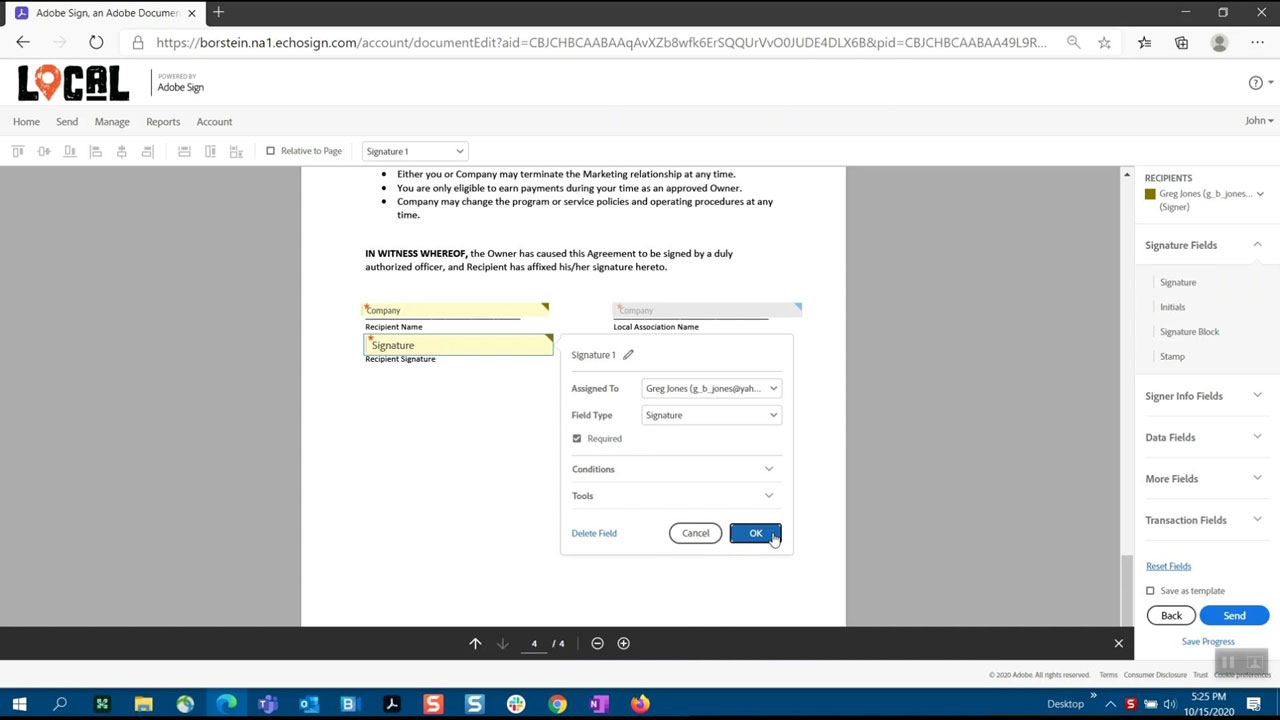 Adobe Sign, an Adobe Documen
https://borstein.na1.echosign.com/account/documentEdit?aid=CBJCHBCAABAAqAvXZb8wfk6ErSQQUrVvO0JUDE4DLX6B&pid=CBJCHBCAABAA49L9R...
LOCAL
POWERED BY
Adobe Sign
Home Send Manage Reports Account
John
Relative to Page
Signature 1
• Either you or Company may terminate the Marketing relationship at any time.
• You are only eligible to earn payments during your time as an approved Owner.
• Company may change the program or service policies and operating procedures at any
time.
IN WITNESS WHEREOF, the Owner has caused this Agreement to be signed by a duly
authorized officer, and Recipient has affixed his/her signature hereto.
*Company *Company
Recipient Name Local Association Name
*Signature
Recipient Signature
Signature 1
Assigned To Greg Jones (g_b_jones@yah...
Field Type Signature
Required
Conditions
Tools
Delete Field Cancel OK
RECIPIENTS
Greg Jones (g_b_jones...
(Signer)
Signature Fields
Signature
Initials
Signature Block
Stamp
Signer Info Fields
Data Fields
More Fields
Transaction Fields
Reset Fields
Save as template
Back Send
Save Progress
4 / 4
© 2020 Adobe. All rights reserved. Terms Consumer Disclosure Trust Cookie preferences
Desktop
5:25 PM
10/15/2020